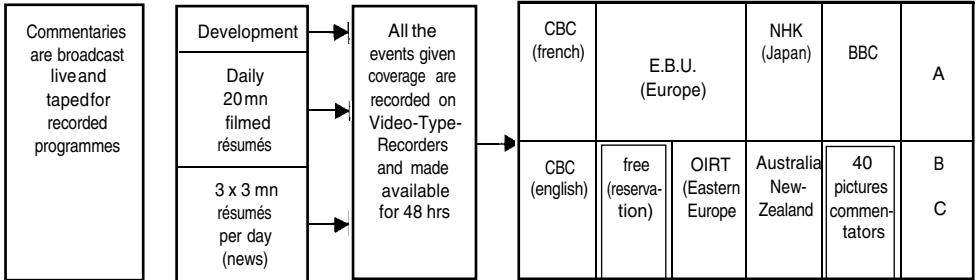 Commentaries
are broadcast
live and
taped for
recorded
programmes
Development
Daily
20 mn
filmed
résumés
3 x 3 mn
résumés
per day
(news)
All the
events given
coverage are
recorded on
Video-Type-
Recorders
and made
available
for 48 hrs
CBC
(french)
E.B.U.
(Europe)
NHK
(Japan)
BBC
A
CBC
(english)
free
(reserva-
tion)
OIRT
(Eastern
Europe
Australia
New-
Zealand
40
pictures
commen-
tators
B
C